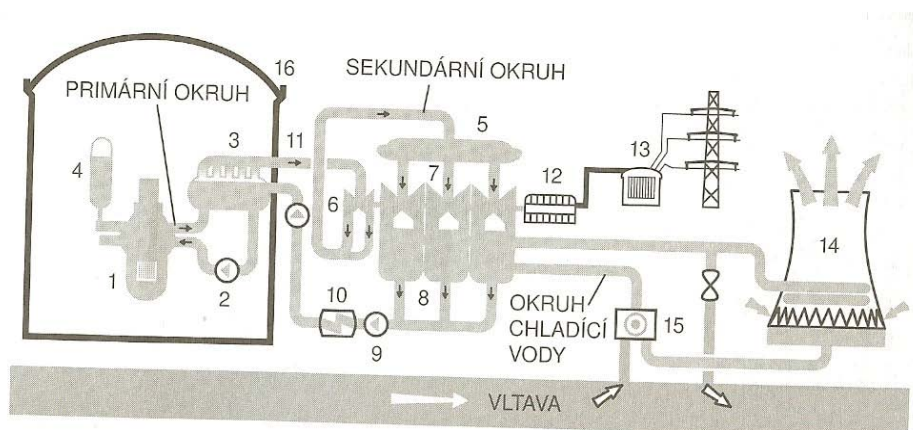 16
SEKUNDÁRNÍ OKRUH
PRIMÁRNÍ OKRUH
5
3
11
13
4
7
12
6
14
1
2
10
8
OKRUH
CHLADÍCÍ
VODY
15
9
VLTAVA